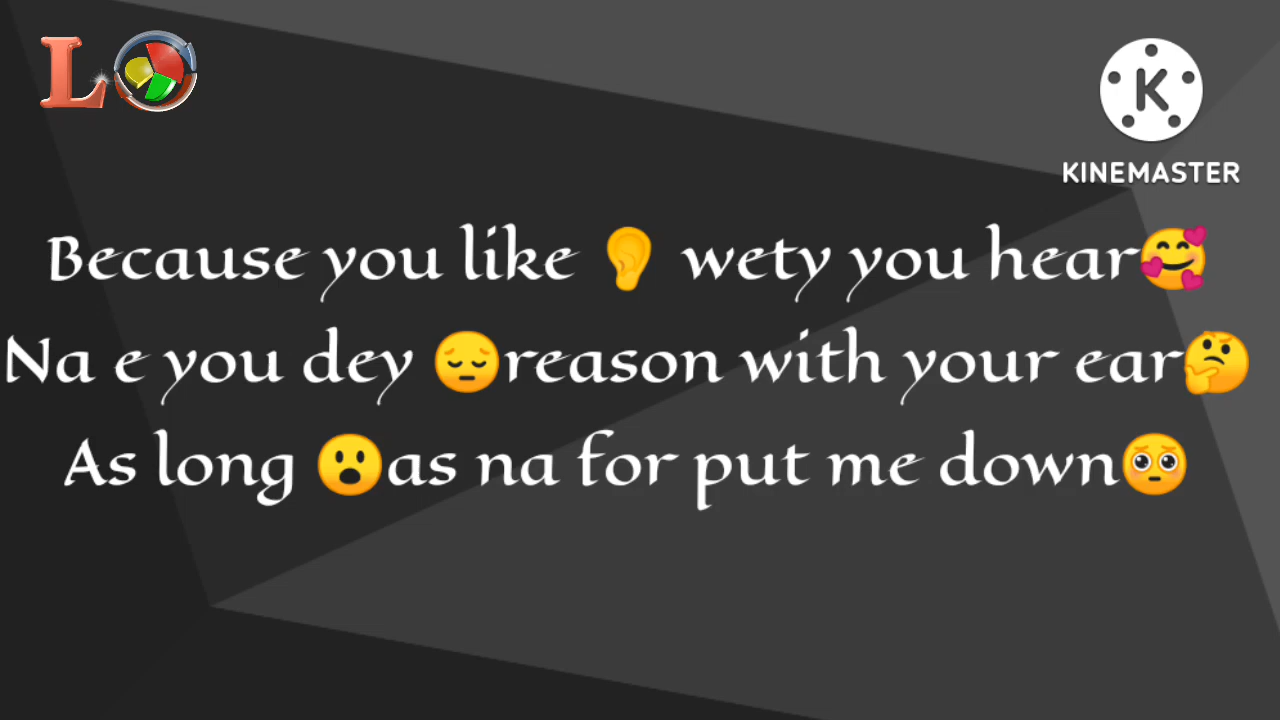 LO
K
KINEMASTER
Because you like 👂 wety you hear🥰
Na e you dey 😔reason with your ear🤔
As long 😮as na for put me down🥺